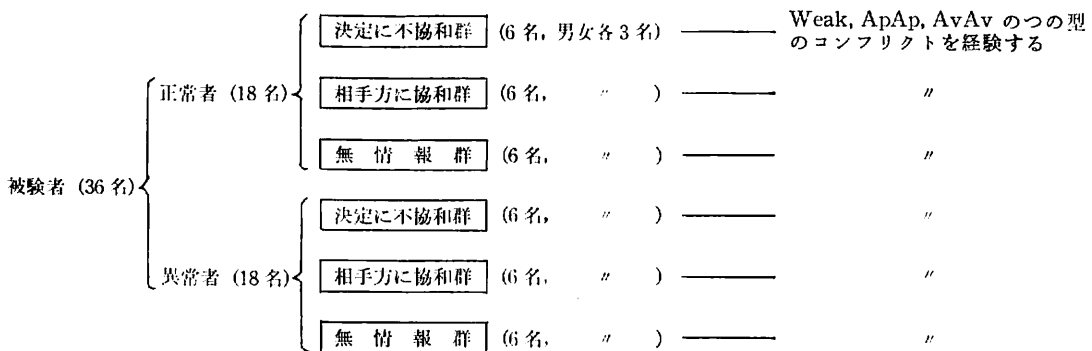 決定に不協和群 (6名, 男女各3名) Weak, ApAp, AvAv のつの型
のコンフリクトを経験する
正常者 (18名) 相手方に協和群 (6名, 〃 ) 〃
無情報群 (6名, 〃 ) 〃
被験者 (36名)
決定に不協和群 (6名, 〃 ) 〃
異常者 (18名) 相手方に協和群 (6名, 〃 ) 〃
無情報群 (6名, 〃 ) 〃